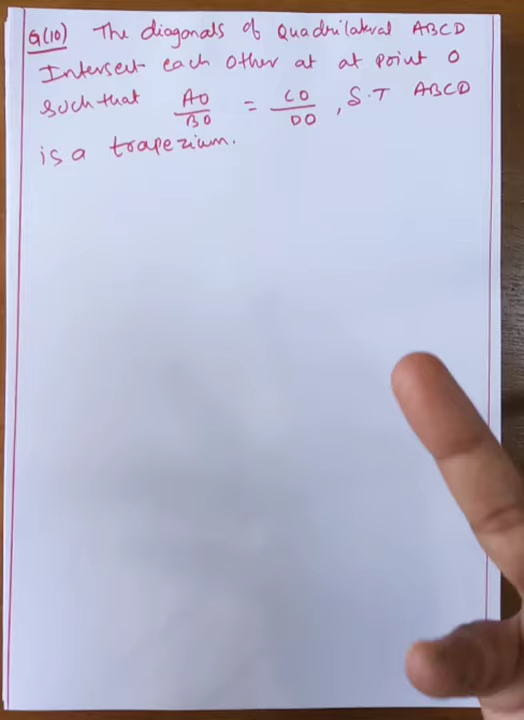 Q(10) The diagonals of Quadrilateral ABCD
Intersect each other at at point O
such that AO/BO = CO/DO, S.T ABCD
is a trapezium.